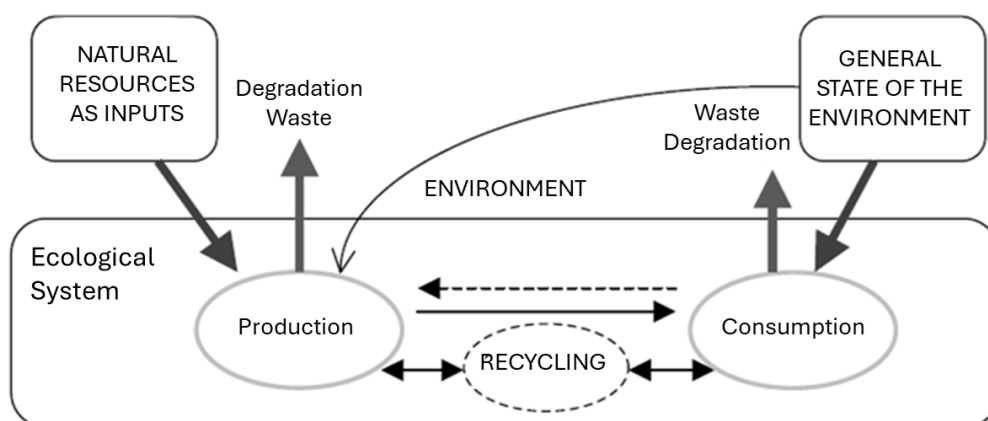 NATURAL
RESOURCES
AS INPUTS
Degradation
Waste
Waste
Degradation
GENERAL
STATE OF THE
ENVIRONMENT
ENVIRONMENT
Ecological
System
Production
RECYCLING
Consumption